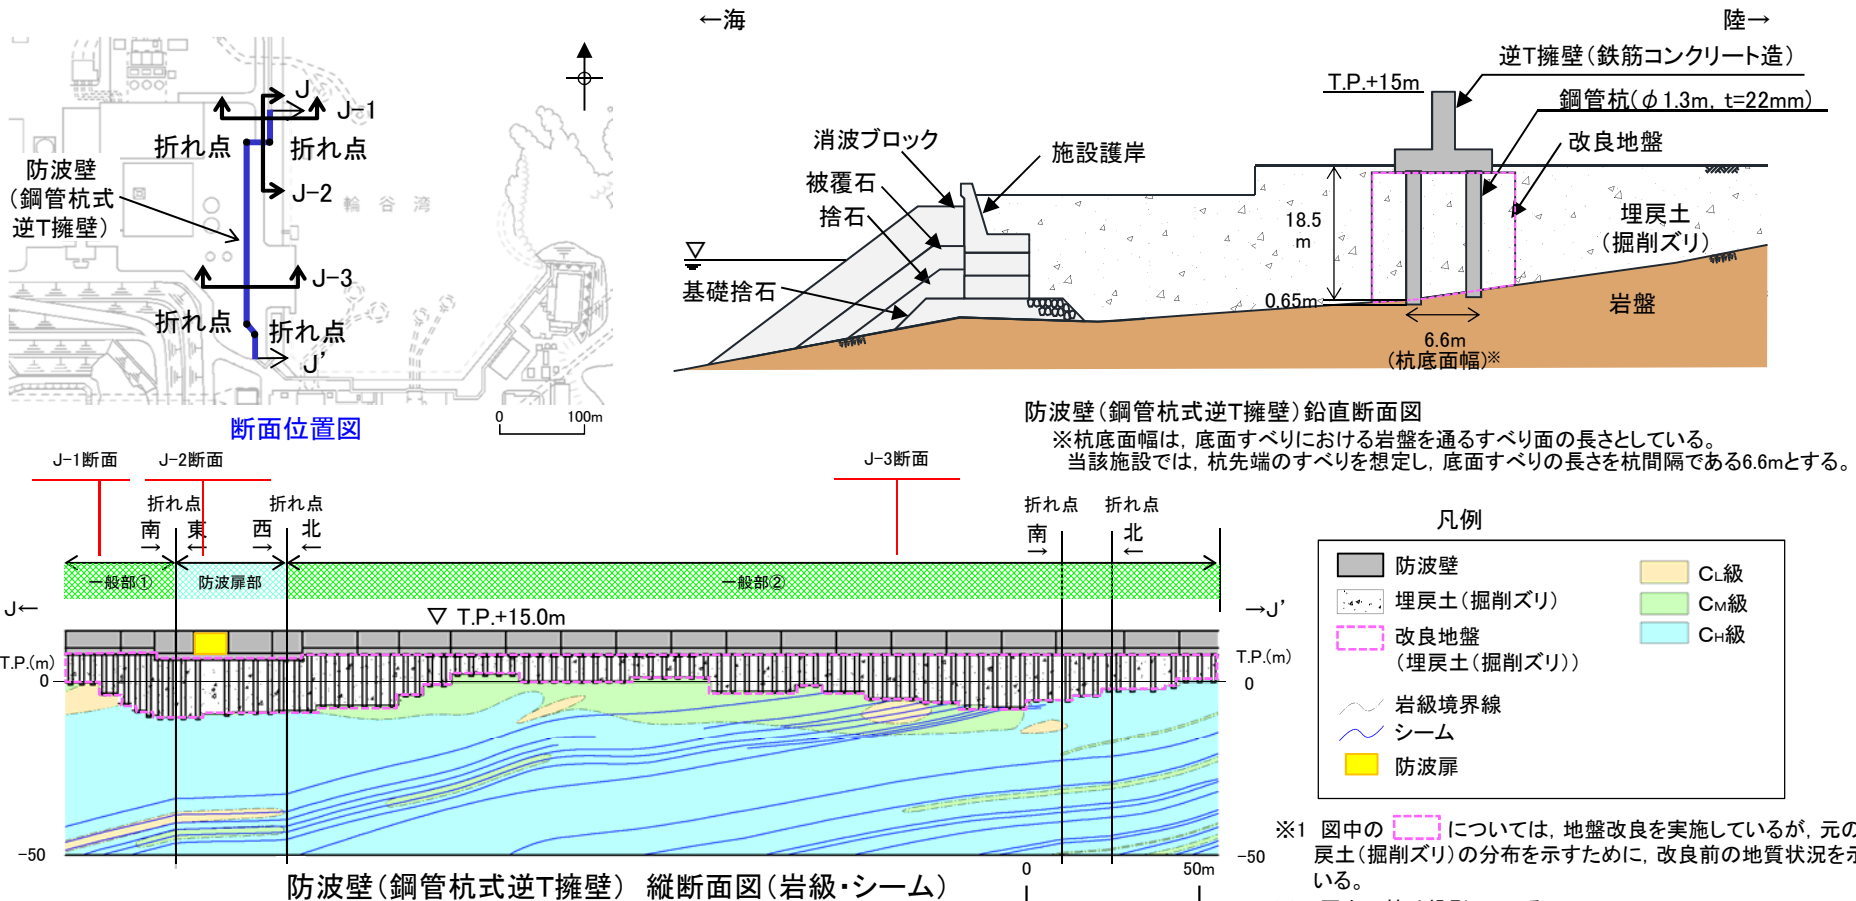 J
J-1
折れ点
折れ点
防波壁
(鋼管杭式
逆T擁壁)
J-2
輪谷湾
J-3
折れ点
折れ点
J'
断面位置図
0
100m
←海
陸→
逆T擁壁(鉄筋コンクリート造)
T.P.+15m
鋼管杭(φ1.3m, t=22mm)
消波ブロック
施設護岸
改良地盤
被覆石
捨石
18.5
m
埋戻土
(掘削ズリ)
基礎捨石
0.65m
岩盤
6.6m
(杭底面幅)※
防波壁(鋼管杭式逆T擁壁)鉛直断面図
※杭底面幅は,底面すべりにおける岩盤を通るすべり面の長さとしている。
当該施設では,杭先端のすべりを想定し,底面すべりの長さを杭間隔である6.6mとする。
J-1断面
J-2断面
J-3断面
折れ点
折れ点
折れ点
折れ点
南→
東←
西→
北←
南→
北←
一般部①
防波扉部
一般部②
J←
→J'
▽ T.P.+15.0m
T.P.(m)
0
-50
T.P.(m)
0
-50
防波壁(鋼管杭式逆T擁壁) 縦断面図(岩級・シーム)
0
50m
凡例
防波壁
埋戻土(掘削ズリ)
改良地盤
(埋戻土(掘削ズリ))
岩級境界線
シーム
防波扉
CL級
CM級
CH級
※1 図中の については,地盤改良を実施しているが,元の
戻土(掘削ズリ)の分布を示すために,改良前の地質状況を示
いる。